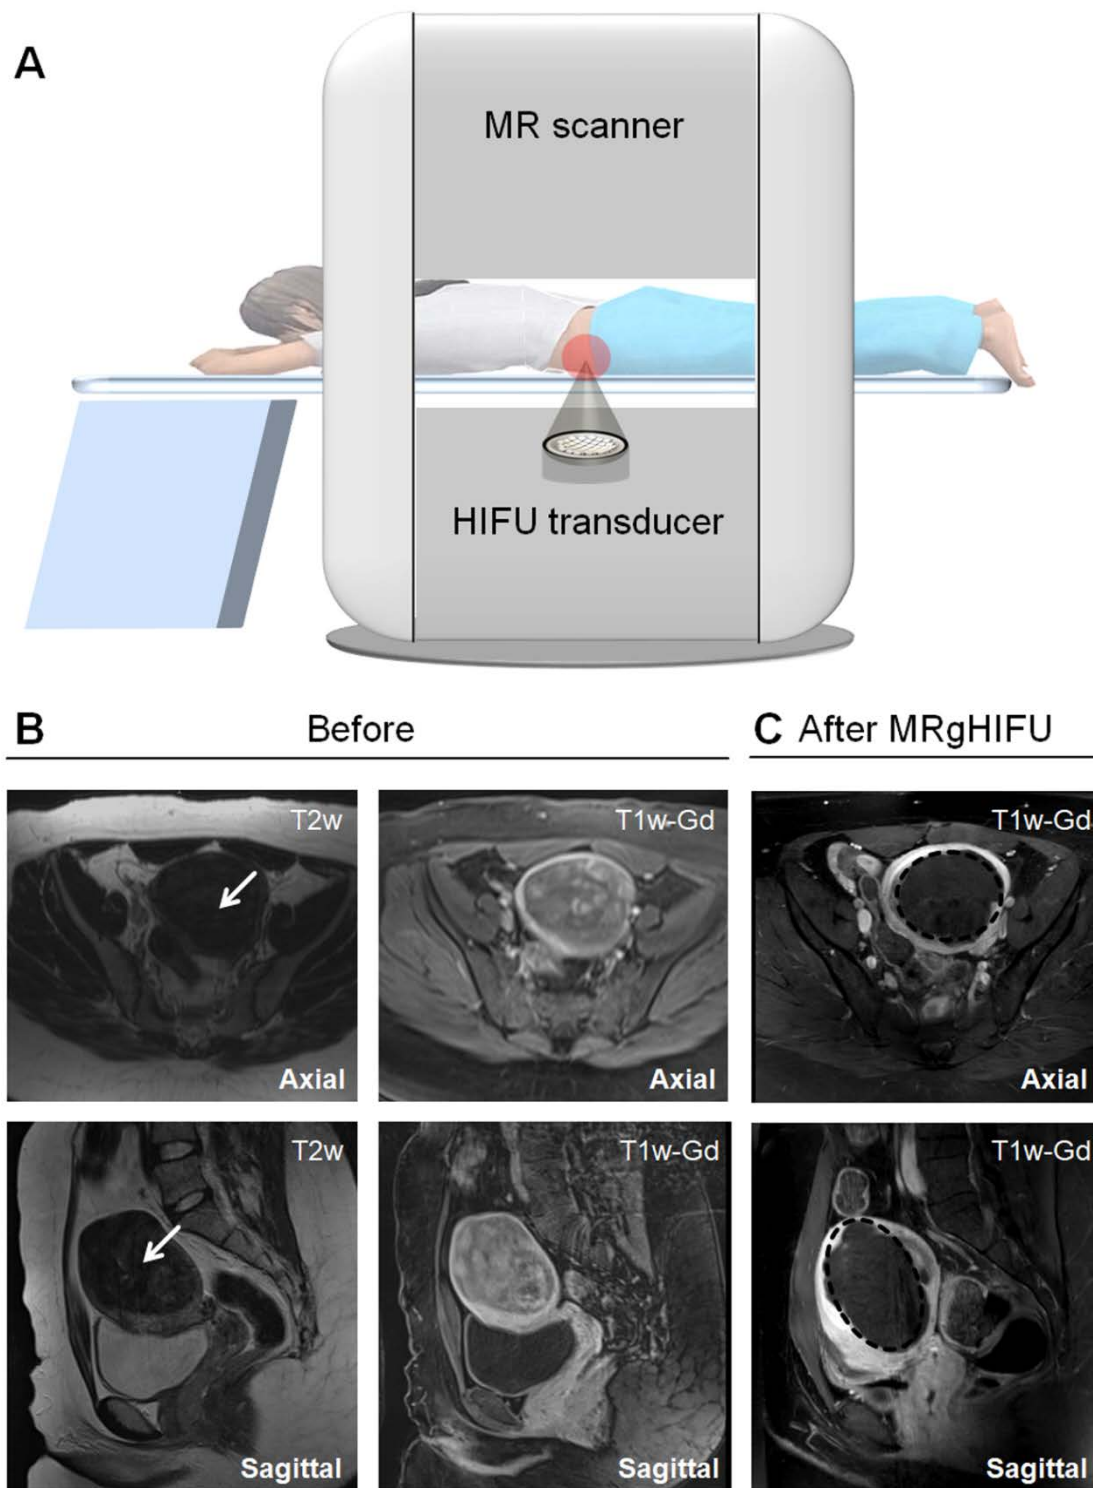 A
MR scanner
HIFU transducer
B Before
C After MRgHIFU
T2w
T1w-Gd
T1w-Gd
Axial
Axial
Axial
T2w
T1w-Gd
T1w-Gd
Sagittal
Sagittal
Sagittal